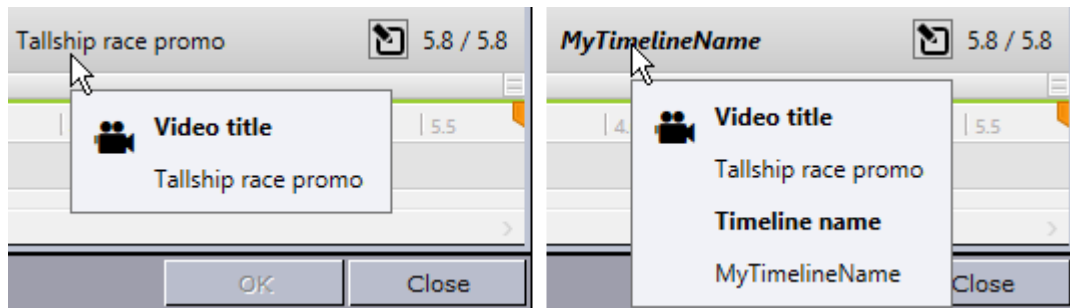 Tallship race promo
5.8 / 5.8
Video title
5.5
Tallship race promo
OK
Close
MyTimelineName
5.8 / 5.8
4.
Video title
5.5
Tallship race promo
Timeline name
MyTimelineName
Close